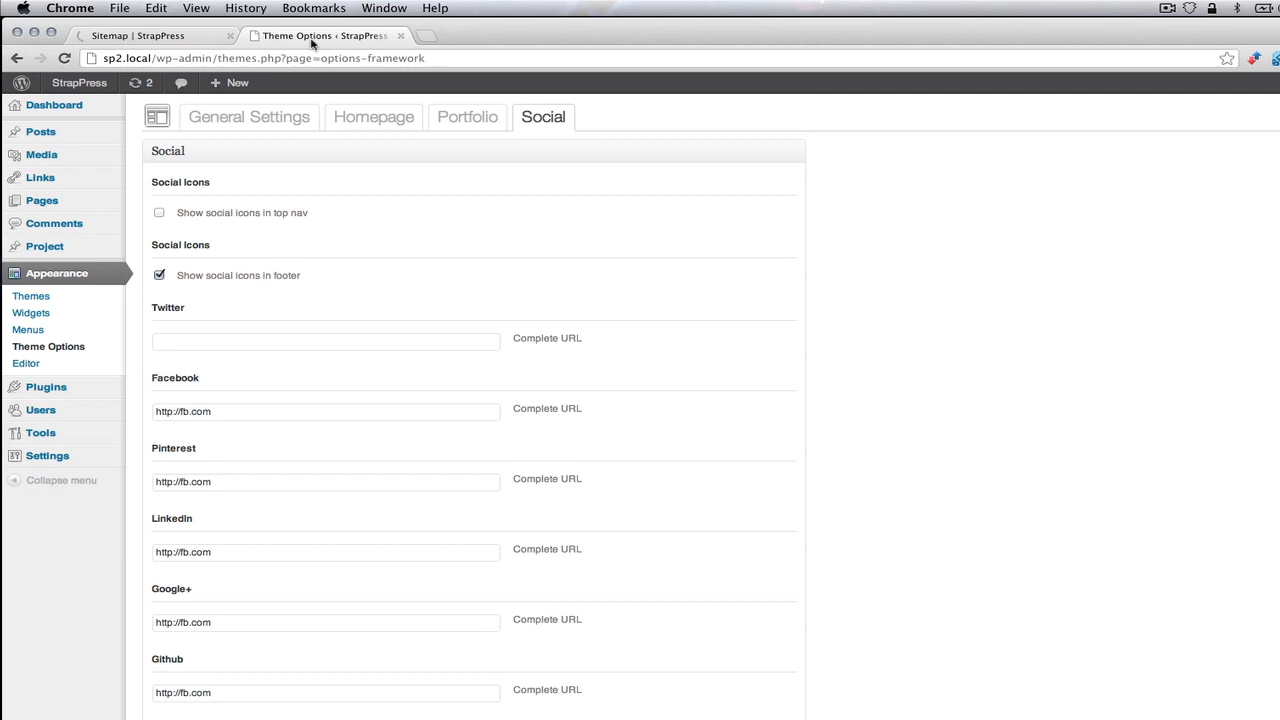 Chrome File Edit View History Bookmarks Window Help
Sitemap | StrapPress
Theme Options ‹ StrapPress
sp2.local/wp-admin/themes.php?page=options-framework
StrapPress 2 New
Dashboard
Posts
Media
Links
Pages
Comments
Project
Appearance
Themes
Widgets
Menus
Theme Options
Editor
Plugins
Users
Tools
Settings
Collapse menu
General Settings Homepage Portfolio Social
Social
Social Icons
Show social icons in top nav
Social Icons
Show social icons in footer
Twitter
Complete URL
Facebook
http://fb.com Complete URL
Pinterest
http://fb.com Complete URL
LinkedIn
http://fb.com Complete URL
Google+
http://fb.com Complete URL
Github
http://fb.com Complete URL